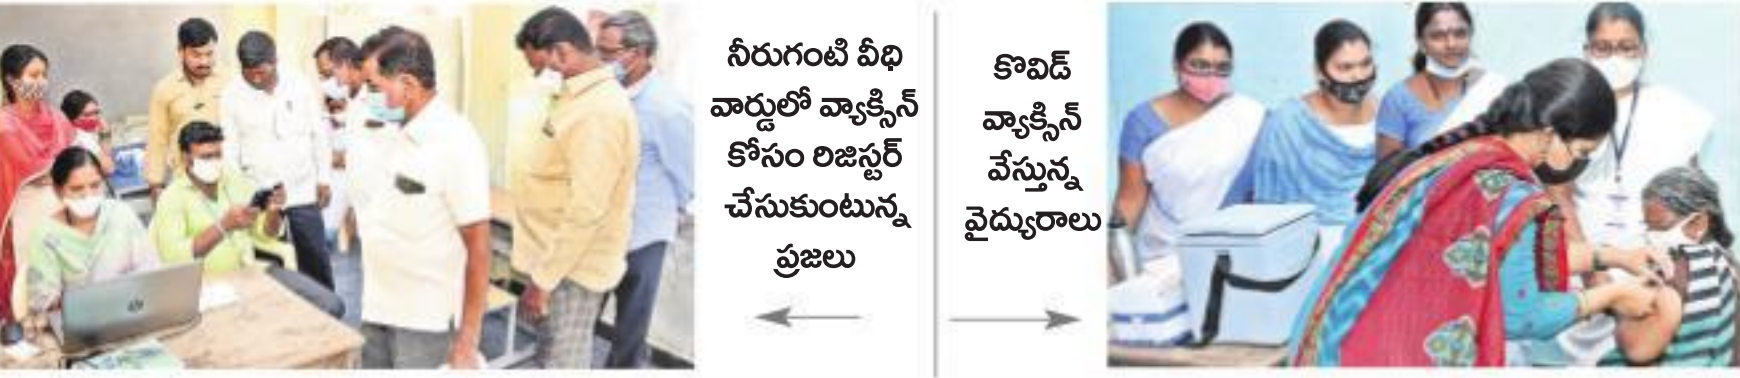 నీరుగంటి వీధి
వార్డులో వ్యాక్సిన్
కోసం రిజిస్టర్
చేసుకుంటున్న
ప్రజలు
కొవిడ్
వ్యాక్సిన్
వేస్తున్న
వైద్యురాలు